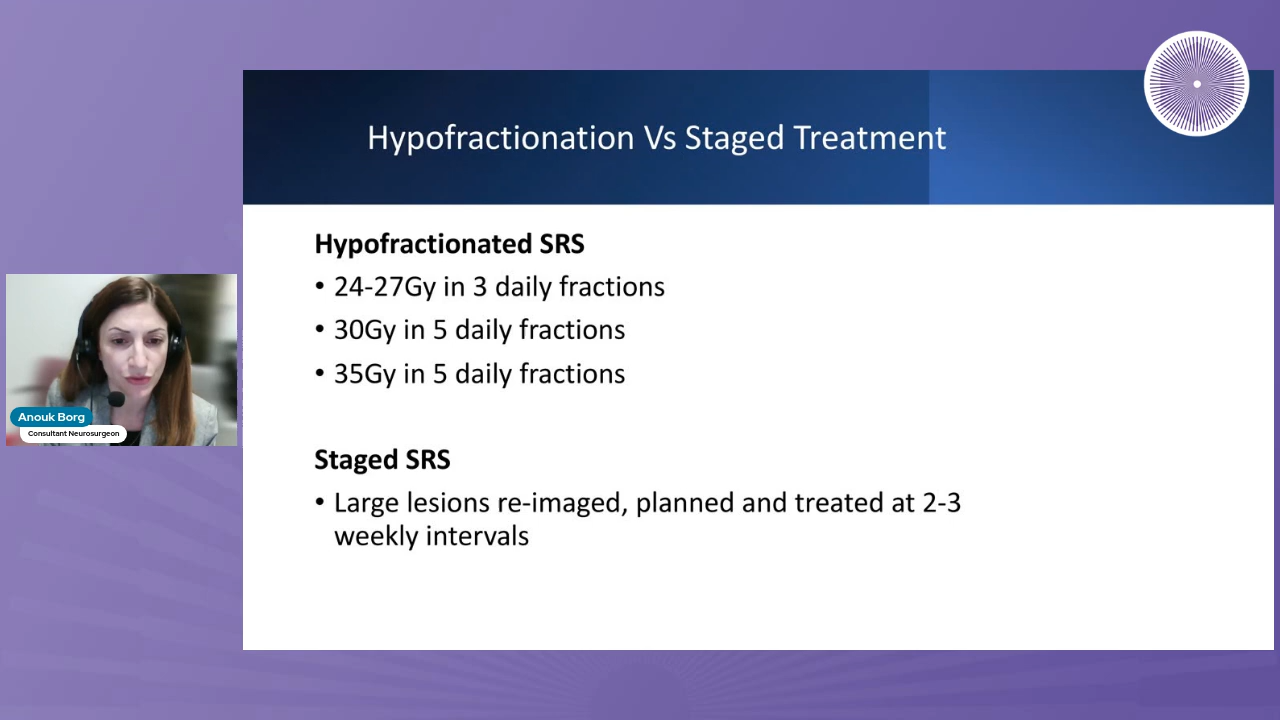 Hypofractionation Vs Staged Treatment
Hypofractionated SRS
• 24-27Gy in 3 daily fractions
• 30Gy in 5 daily fractions
• 35Gy in 5 daily fractions
Staged SRS
• Large lesions re-imaged, planned and treated at 2-3
weekly intervals
Anouk Borg
Consultant Neurosurgeon